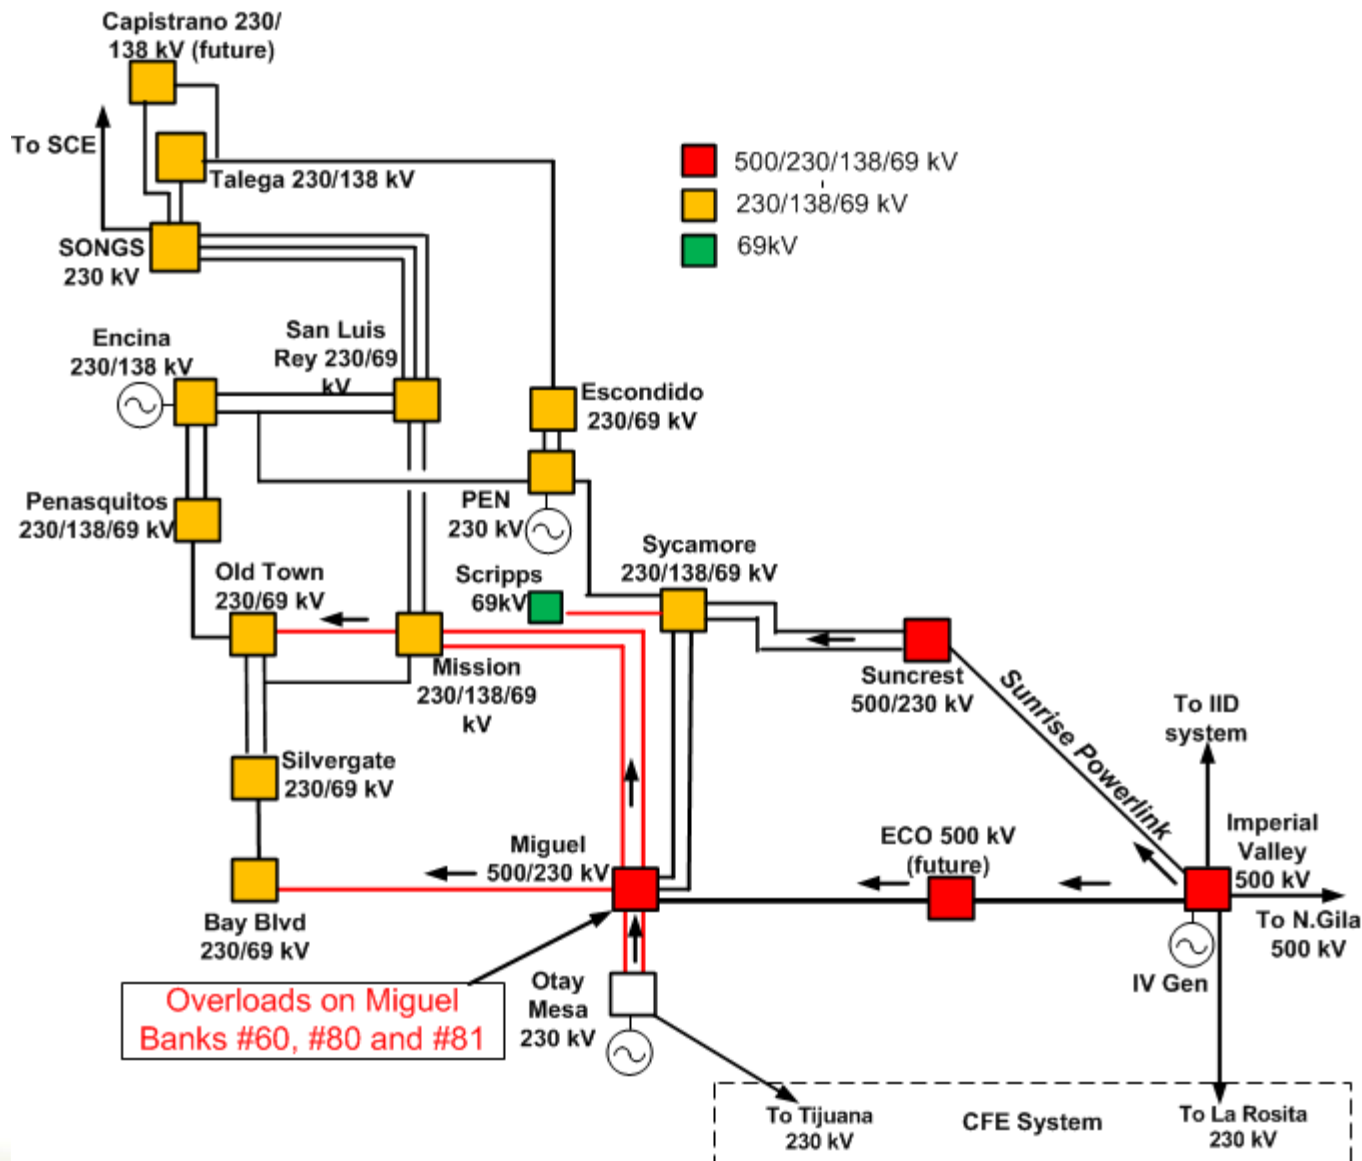 Capistrano 230/
138 kV (future)
To SCE
Talega 230/138 kV
500/230/138/69 kV
230/138/69 kV
69kV
SONGS
230 kV
Encina
230/138 kV
San Luis
Rey 230/69
kV
Escondido
230/69 kV
Penasquitos
230/138/69 kV
PEN
230 kV
Old Town
230/69 kV
Scripps
69kV
Sycamore
230/138/69 kV
Mission
230/138/69
kV
Suncrest
500/230 kV
Sunrise Powerlink
To IID
system
Silvergate
230/69 kV
Miguel
500/230 kV
ECO 500 kV
(future)
Imperial
Valley
500 kV
To N.Gila
500 kV
Bay Blvd
230/69 kV
IV Gen
Otay
Mesa
230 kV
Overloads on Miguel
Banks #60, #80 and #81
To Tijuana
230 kV
CFE System
To La Rosita
230 kV